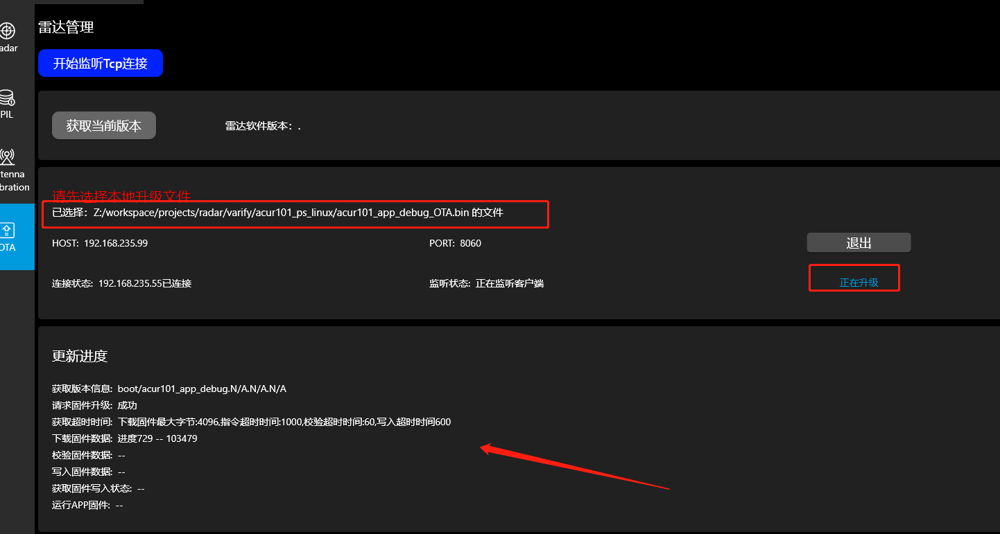 雷达管理
adar
开始监听Tcp连接
PIL
获取当前版本
雷达软件版本: .
tenna
bration
请先选择本地升级文件
已选择: Z:/workspace/projects/radar/varify/acur101_ps_linux/acur101_app_debug_OTA.bin 的文件
OTA
HOST: 192.168.235.99
PORT: 8060
退出
连接状态: 192.168.235.55已连接
监听状态: 正在监听客户端
正在升级
更新进度
获取版本信息: boot/acur101_app_debug.N/A.N/A.N/A
请求固件升级: 成功
获取超时时间: 下载固件最大字节:4096,指令超时时间:1000,校验超时时间:60,写入超时时间600
下载固件数据: 进度729 -- 103479
校验固件数据: --
写入固件数据: --
获取固件写入状态: --
运行APP固件: --